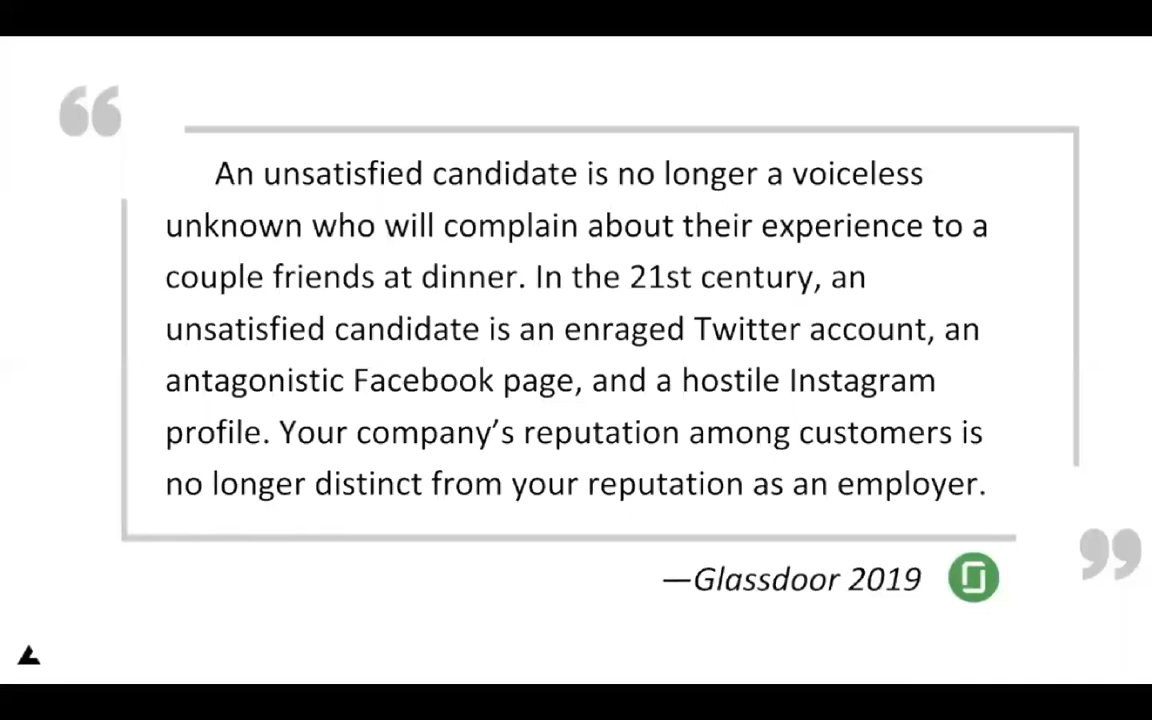 “
An unsatisfied candidate is no longer a voiceless
unknown who will complain about their experience to a
couple friends at dinner. In the 21st century, an
unsatisfied candidate is an enraged Twitter account, an
antagonistic Facebook page, and a hostile Instagram
profile. Your company’s reputation among customers is
no longer distinct from your reputation as an employer.
”
—Glassdoor 2019